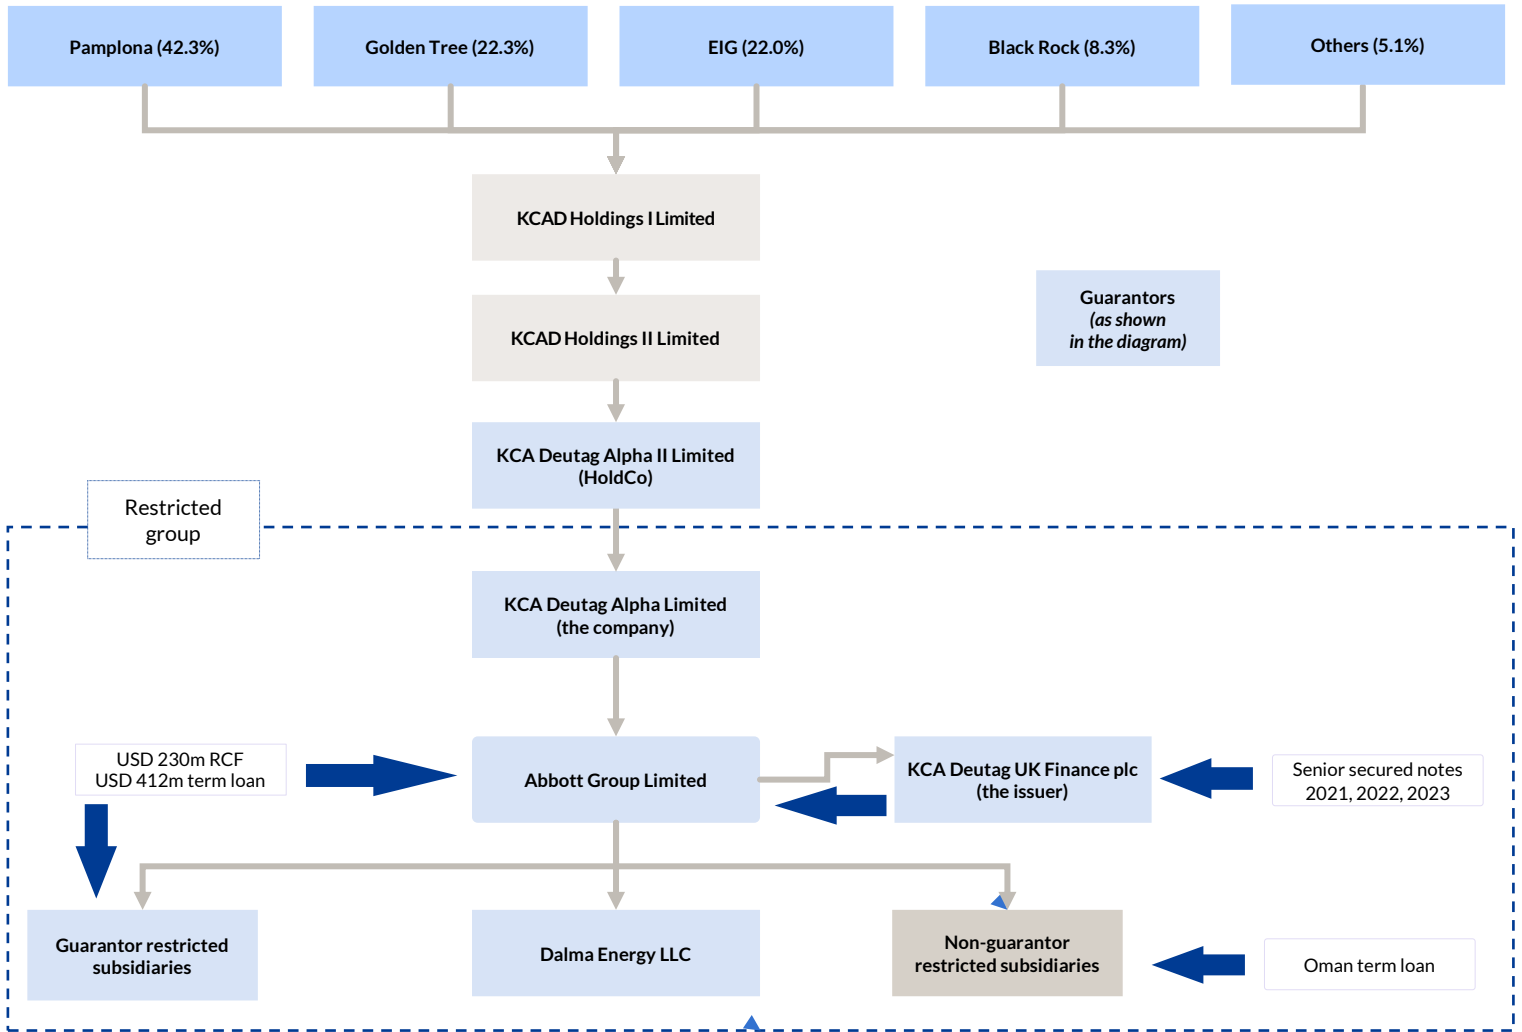 Pamplona (42.3%)
Golden Tree (22.3%)
EIG (22.0%)
Black Rock (8.3%)
Others (5.1%)
KCAD Holdings I Limited
KCAD Holdings II Limited
Guarantors
(as shown
in the diagram)
KCA Deutag Alpha II Limited
(HoldCo)
Restricted
group
KCA Deutag Alpha Limited
(the company)
USD 230m RCF
USD 412m term loan
Abbott Group Limited
KCA Deutag UK Finance plc
(the issuer)
Senior secured notes
2021, 2022, 2023
Guarantor restricted
subsidiaries
Dalma Energy LLC
Non-guarantor
restricted subsidiaries
Oman term loan